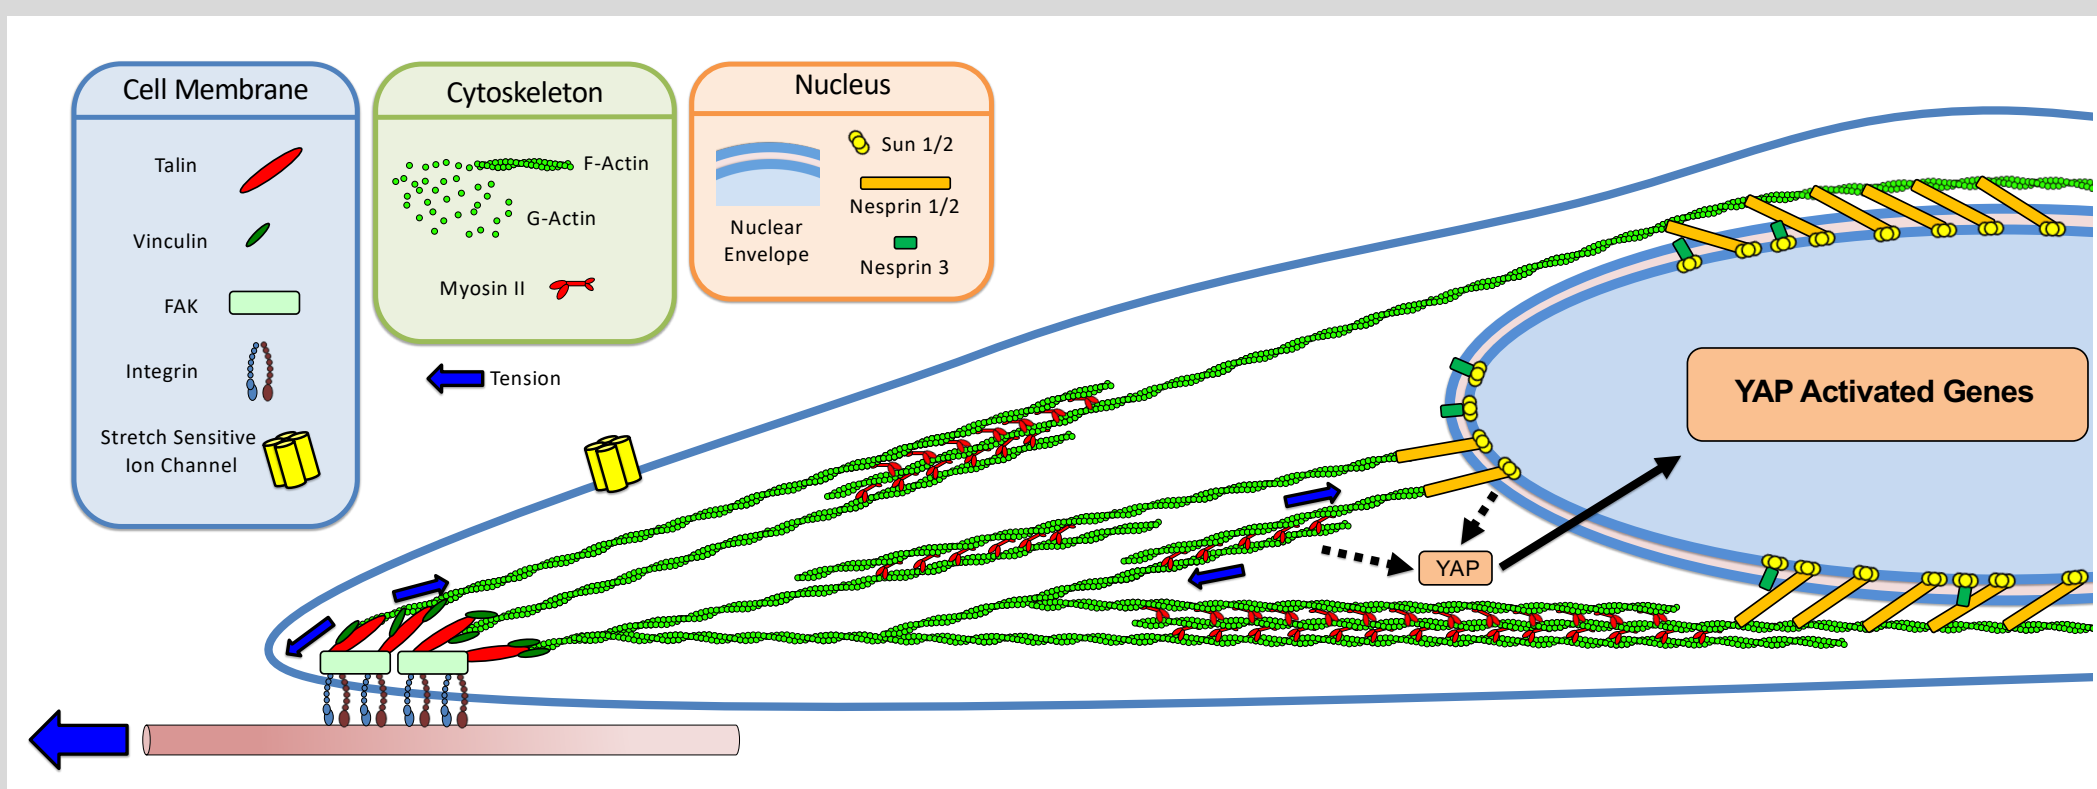 Cell Membrane
Talin
Vinculin
FAK
Integrin
Stretch Sensitive
Ion Channel
Cytoskeleton
F-Actin
G-Actin
Myosin II
Nucleus
Sun 1/2
Nesprin 1/2
Nuclear
Envelope
Nesprin 3
Tension
YAP Activated Genes
YAP